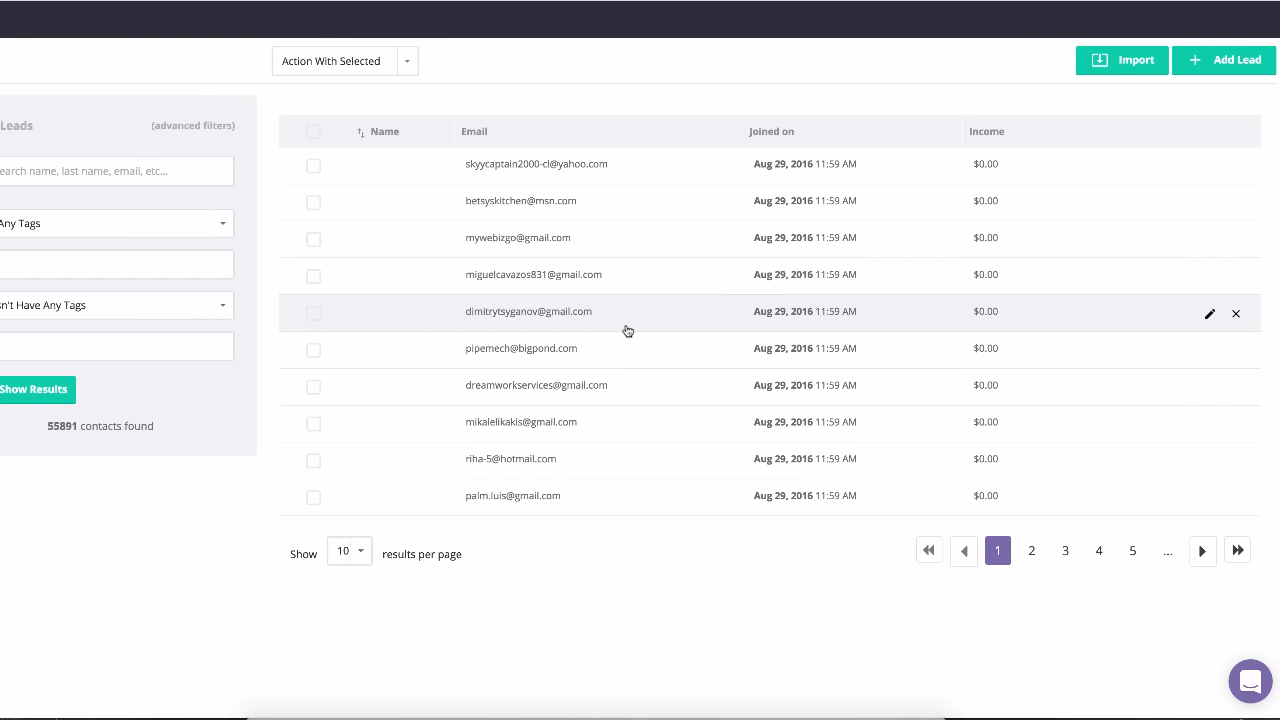 Action With Selected
Import
Add Lead
Leads
(advanced filters)
earch name, last name, email, etc...
Any Tags
n't Have Any Tags
Show Results
55891 contacts found
Name Email Joined on Income
skyycaptain2000-cl@yahoo.com Aug 29, 2016 11:59 AM $0.00
betsyskitchen@msn.com Aug 29, 2016 11:59 AM $0.00
mywebizgo@gmail.com Aug 29, 2016 11:59 AM $0.00
miguelcavazos831@gmail.com Aug 29, 2016 11:59 AM $0.00
dimitrytsyganov@gmail.com Aug 29, 2016 11:59 AM $0.00
pipemech@bigpond.com Aug 29, 2016 11:59 AM $0.00
dreamworkservices@gmail.com Aug 29, 2016 11:59 AM $0.00
mikalelikakis@gmail.com Aug 29, 2016 11:59 AM $0.00
riha-5@hotmail.com Aug 29, 2016 11:59 AM $0.00
palm.luis@gmail.com Aug 29, 2016 11:59 AM $0.00
Show 10 results per page
1 2 3 4 5 ...